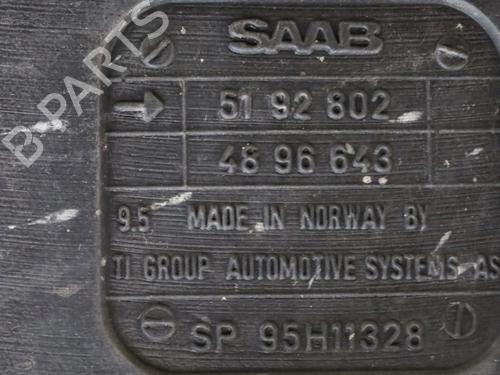 B-PARTS
SAAB
51 92 802
48 96 643
9.5 MADE IN NORWAY BY
TI GROUP AUTOMOTIVE SYSTEMS AS
SP 95H11328